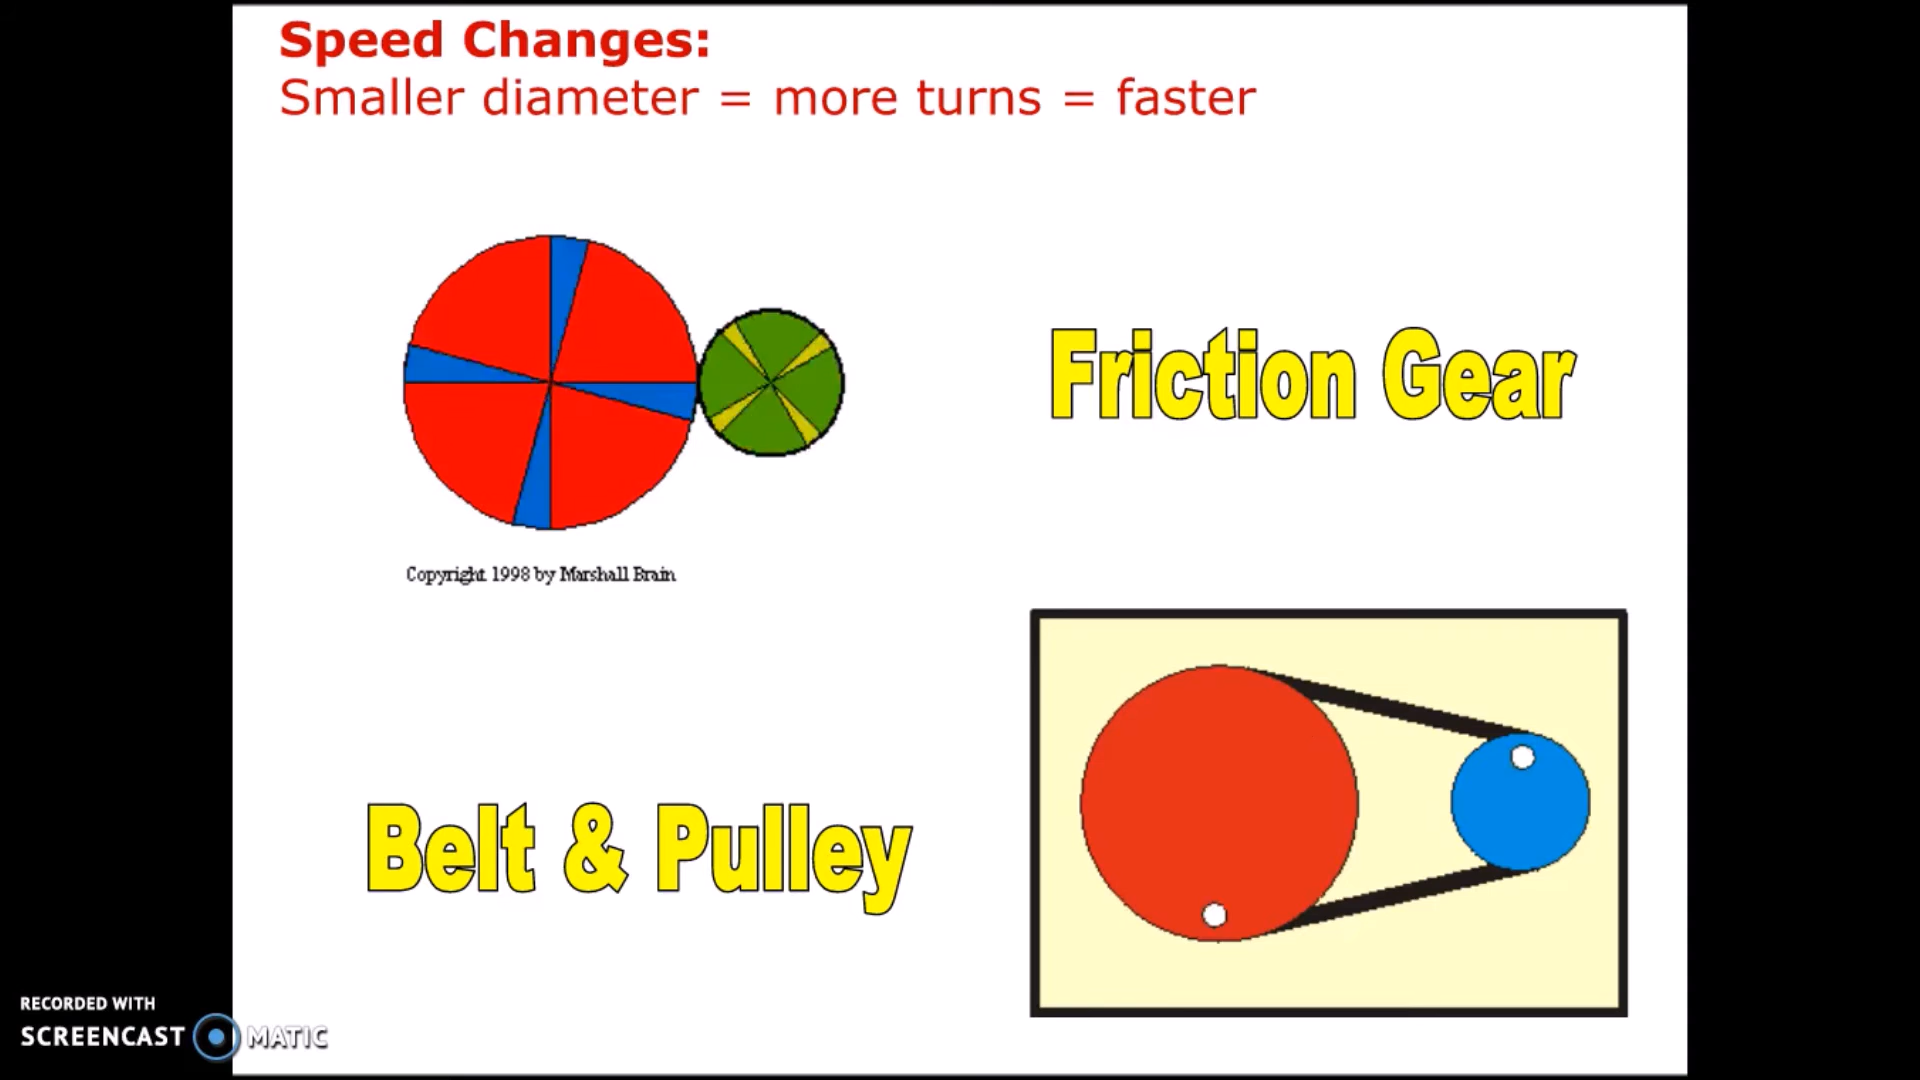 Speed Changes:
Smaller diameter = more turns = faster
Friction Gear
Copyright 1998 by Marshall Brain
Belt & Pulley
RECORDED WITH
SCREENCAST MATIC